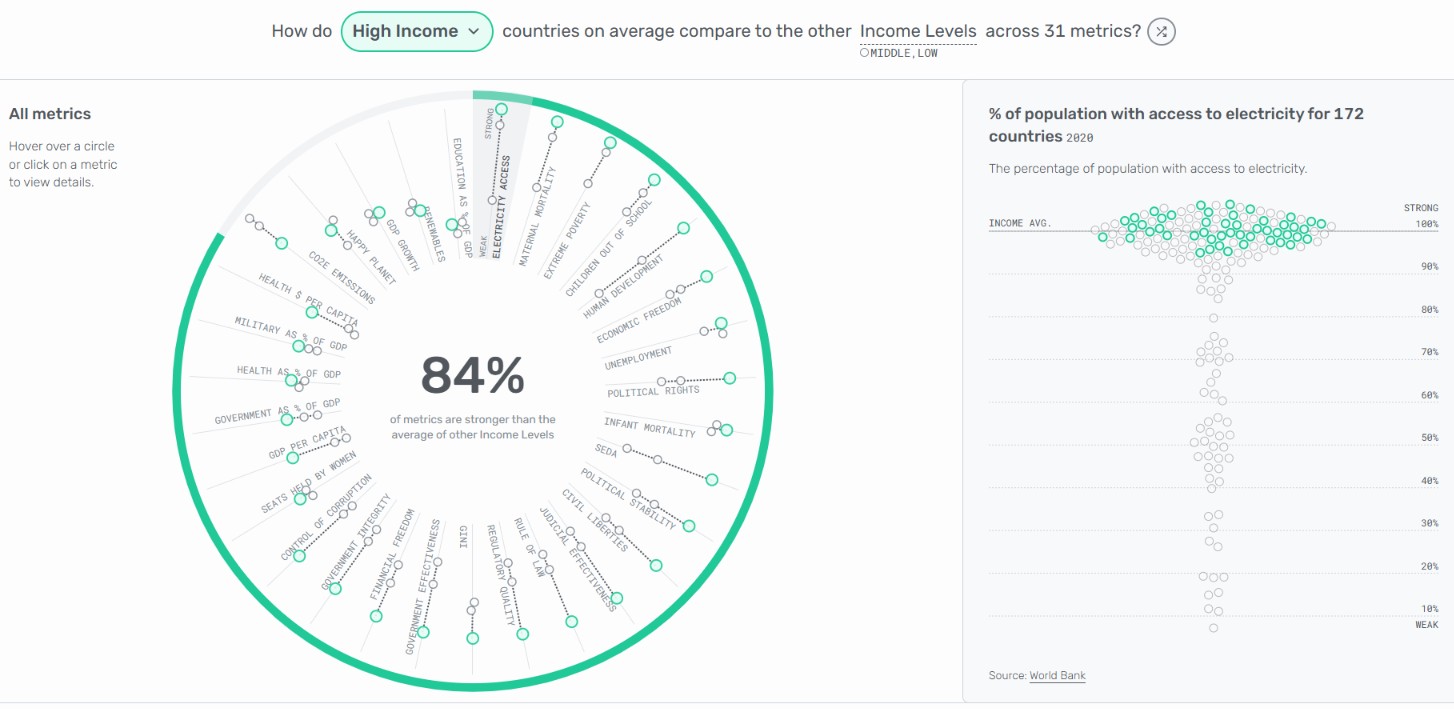 How do High Income countries on average compare to the other Income Levels across 31 metrics?
MIDDLE, LOW
All metrics
Hover over a circle
or click on a metric
to view details.
STRONG
WEAK
ELECTRICITY ACCESS
MATERNAL MORTALITY
EXTREME POVERTY
CHILDREN OUT OF SCHOOL
HUMAN DEVELOPMENT
ECONOMIC FREEDOM
UNEMPLOYMENT
POLITICAL RIGHTS
INFANT MORTALITY
SEDA
POLITICAL STABILITY
CIVIL LIBERTIES
JUDICIAL EFFECTIVENESS
RULE OF LAW
REGULATORY QUALITY
GINI
GOVERNMENT EFFECTIVENESS
FINANCIAL FREEDOM
GOVERNMENT INTEGRITY
CONTROL OF CORRUPTION
SEATS HELD BY WOMEN
GDP PER CAPITA
GOVERNMENT AS % OF GDP
HEALTH AS % OF GDP
MILITARY AS % OF GDP
HEALTH $ PER CAPITA
CO2E EMISSIONS
HAPPY PLANET
GDP GROWTH
RENEWABLES
EDUCATION AS % OF GDP
84%
of metrics are stronger than the
average of other Income Levels
% of population with access to electricity for 172
countries 2020
The percentage of population with access to electricity.
INCOME AVG.
STRONG
100%
90%
80%
70%
60%
50%
40%
30%
20%
10%
WEAK
Source: World Bank